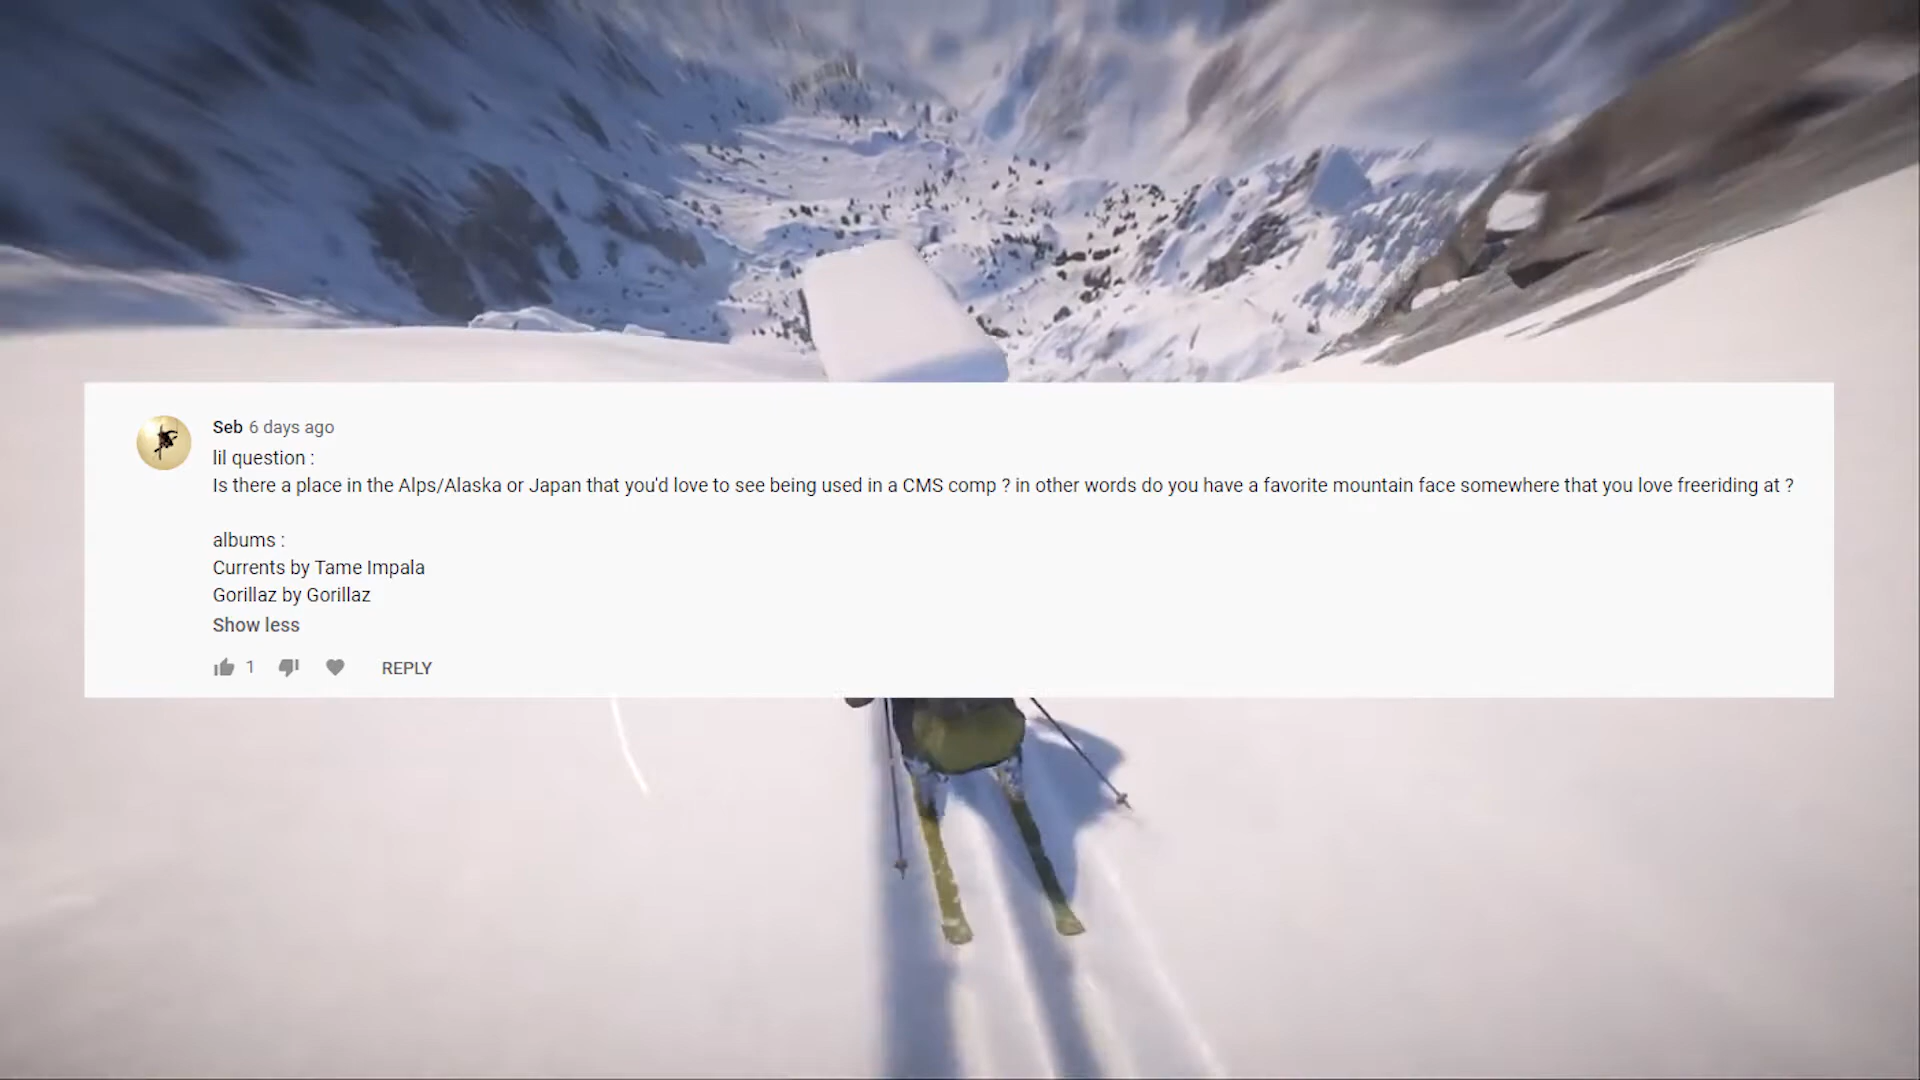 Seb 6 days ago
lil question :
Is there a place in the Alps/Alaska or Japan that you'd love to see being used in a CMS comp ? in other words do you have a favorite mountain face somewhere that you love freeriding at ?
albums :
Currents by Tame Impala
Gorillaz by Gorillaz
Show less
1 REPLY